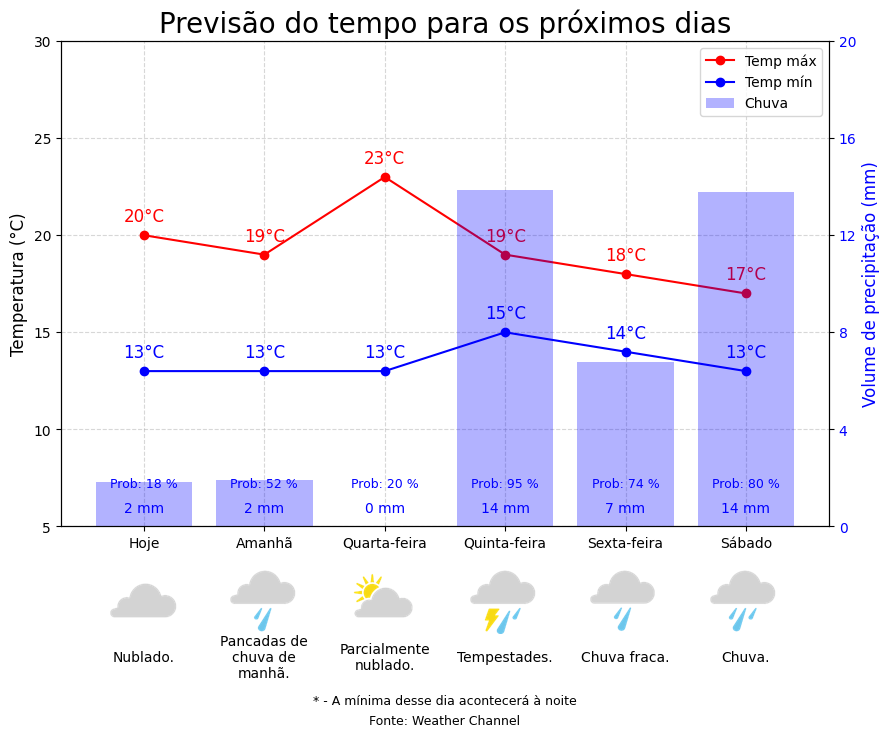 Previsão do tempo para os próximos dias
Temperatura (°C)
Volume de precipitação (mm)
30
25
20
15
10
5
20
16
12
8
4
0
Temp máx
Temp mín
Chuva
20°C
19°C
23°C
19°C
18°C
17°C
13°C
13°C
13°C
15°C
14°C
13°C
Prob: 18 %
Prob: 52 %
Prob: 20 %
Prob: 95 %
Prob: 74 %
Prob: 80 %
2 mm
2 mm
0 mm
14 mm
7 mm
14 mm
Hoje
Amanhã
Quarta-feira
Quinta-feira
Sexta-feira
Sábado
Nublado.
Pancadas de
chuva de
manhã.
Parcialmente
nublado.
Tempestades.
Chuva fraca.
Chuva.
* - A mínima desse dia acontecerá à noite
Fonte: Weather Channel